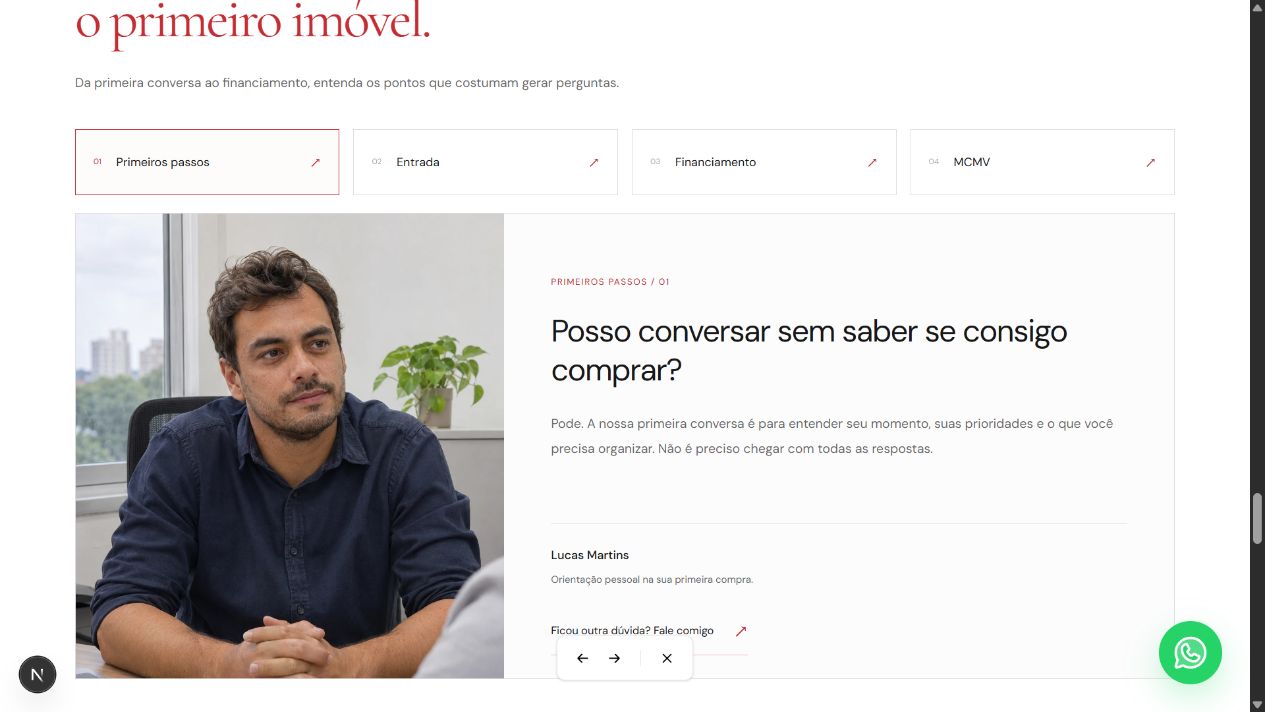 o primeiro imóvel.
Da primeira conversa ao financiamento, entenda os pontos que costumam gerar perguntas.
01 Primeiros passos
02 Entrada
03 Financiamento
04 MCMV
PRIMEIROS PASSOS / 01
Posso conversar sem saber se consigo
comprar?
Pode. A nossa primeira conversa é para entender seu momento, suas prioridades e o que você
precisa organizar. Não é preciso chegar com todas as respostas.
Lucas Martins
Orientação pessoal na sua primeira compra.
Ficou outra dúvida? Fale comigo
N